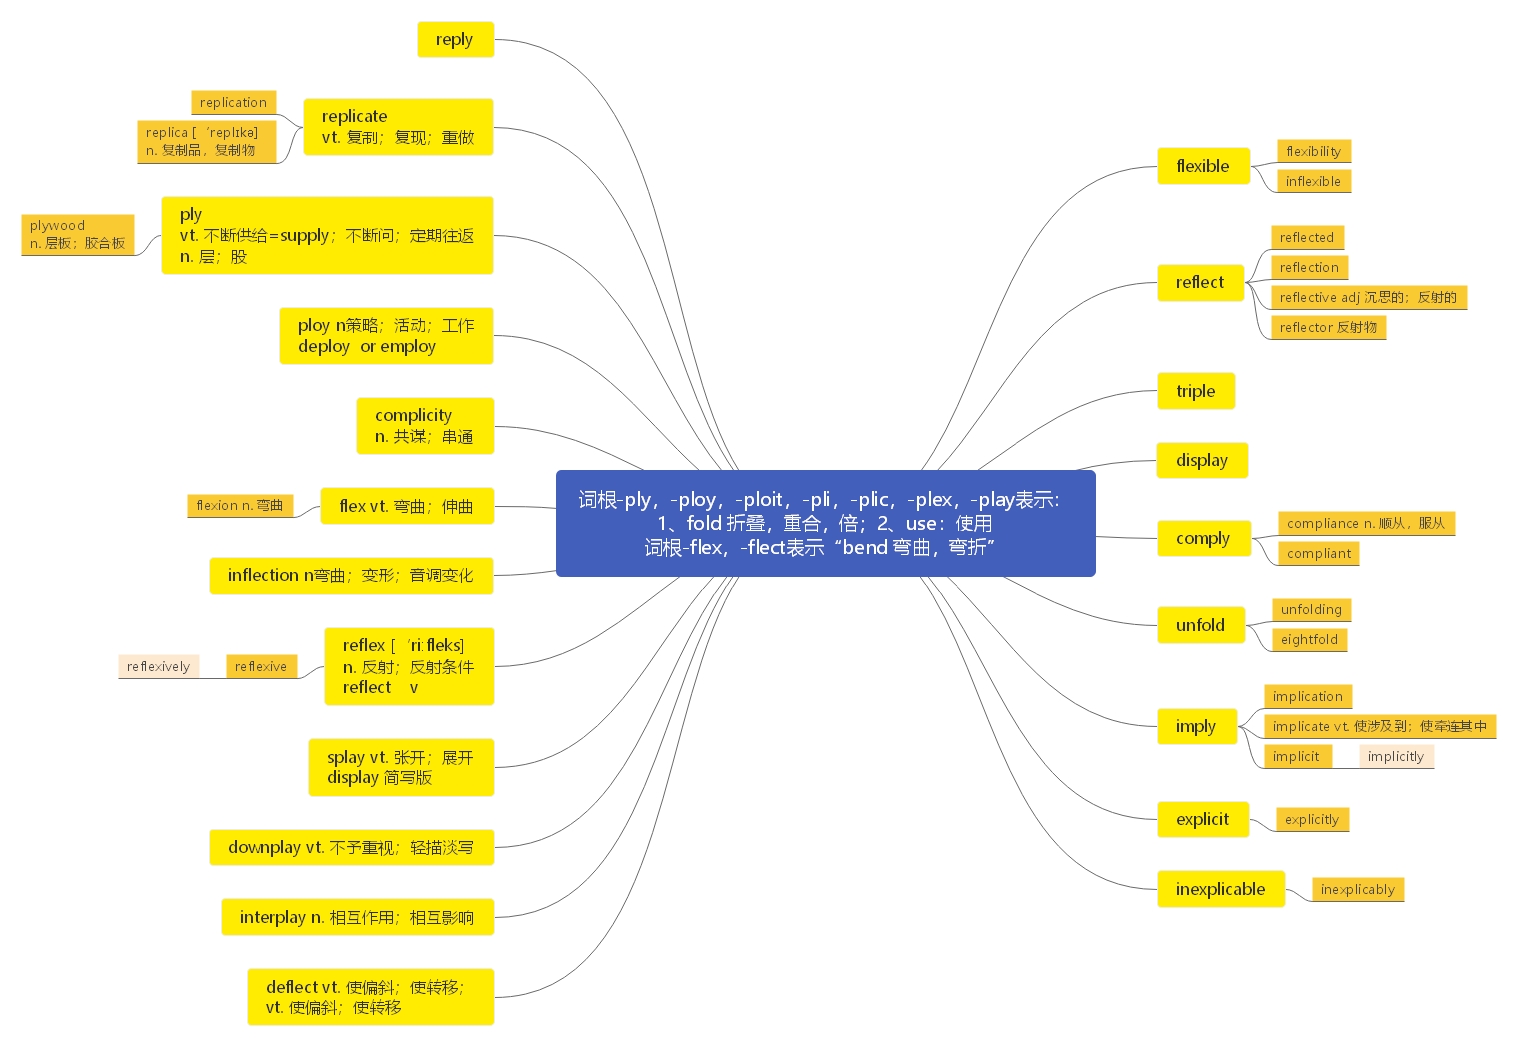 词根-ply，-ploy，-ploit，-pli，-plic，-plex，-play表示：
1、fold 折叠，重合，倍；2、use：使用
词根-flex，-flect表示“bend 弯曲，弯折”
flexible
flexibility
inflexible
reflect
reflected
reflection
reflective adj 沉思的；反射的
reflector 反射物
triple
display
comply
compliance n. 顺从，服从
compliant
unfold
unfolding
eightfold
imply
implication
implicate vt. 使涉及到；使牵连其中
implicit
implicitly
explicit
explicitly
inexplicable
inexplicably
reply
replicate
vt. 复制；复现；重做
replication
replica [ˈreplɪkə]
n. 复制品，复制物
ply
vt. 不断供给=supply；不断问；定期往返
n. 层；股
plywood
n. 层板；胶合板
ploy n策略；活动；工作
deploy or employ
complicity
n. 共谋；串通
flex vt. 弯曲；伸曲
flexion n. 弯曲
inflection n弯曲；变形；音调变化
reflex [ˈriːfleks]
n. 反射；反射条件
reflect v
reflexive
reflexively
splay vt. 张开；展开
display 简写版
downplay vt. 不予重视；轻描淡写
interplay n. 相互作用；相互影响
deflect vt. 使偏斜；使转移；
vt. 使偏斜；使转移